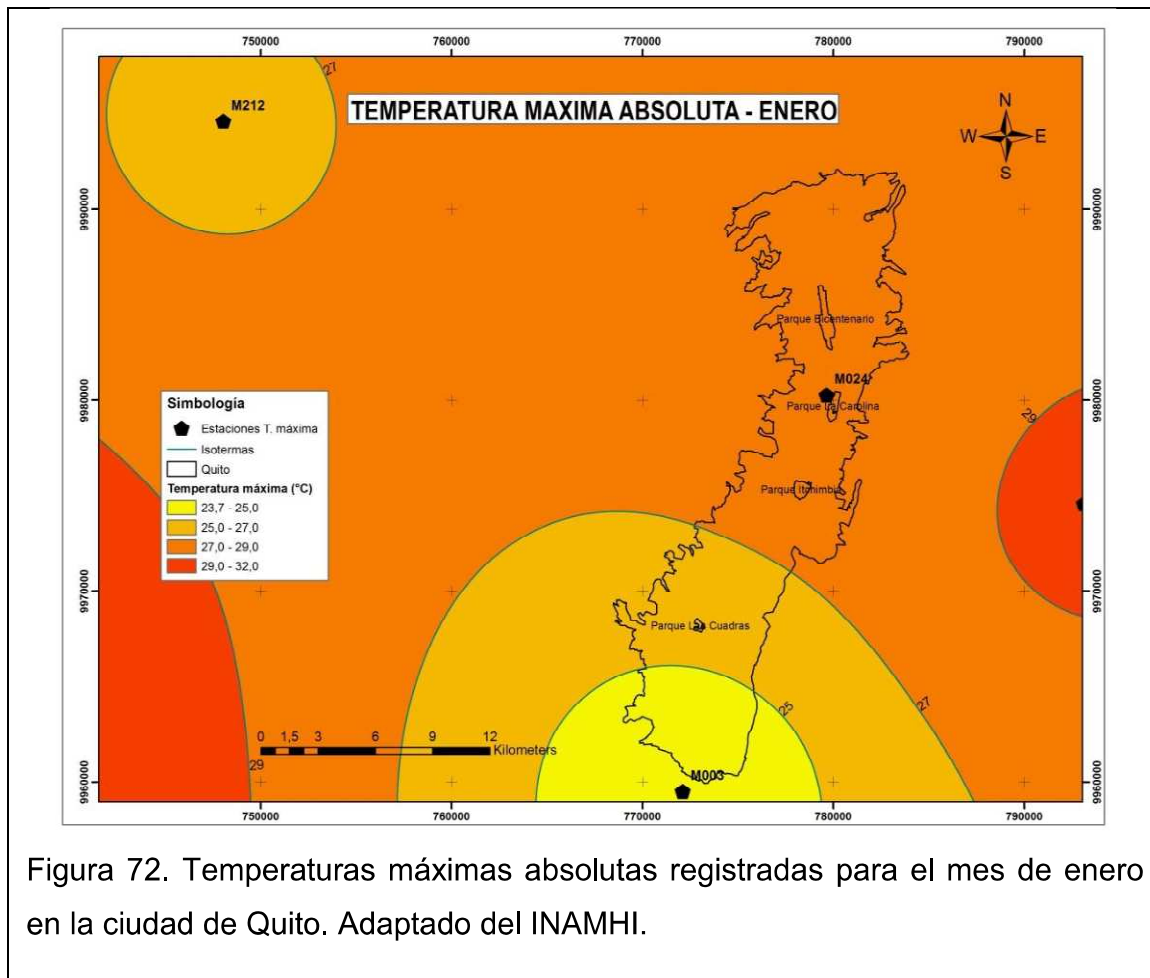 750000 760000 770000 780000 790000
27
M212
TEMPERATURA MAXIMA ABSOLUTA - ENERO
N
W E
S
9990000 9990000
Parque Bicentenario
M024
9980000 9980000
Parque La Carolina
29
Simbología
Estaciones T. máxima
Isotermas
Quito
Temperatura máxima (°C)
23,7 - 25,0
25,0 - 27,0
27,0 - 29,0
29,0 - 32,0
Parque Itchimbia
9970000 9970000
Parque Las Cuadras
25
27
0 1,5 3 6 9 12
Kilometers
29
M003
9960000 9960000
750000 760000 770000 780000 790000
Figura 72. Temperaturas máximas absolutas registradas para el mes de enero
en la ciudad de Quito. Adaptado del INAMHI.